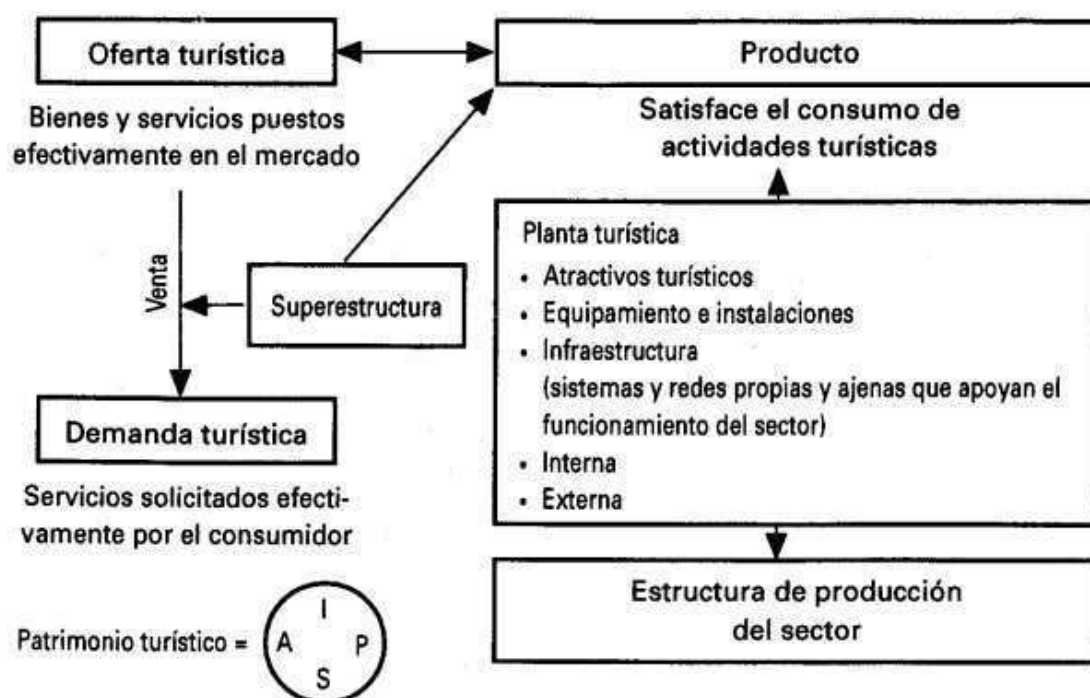 Oferta turística
Producto
Bienes y servicios puestos
efectivamente en el mercado
Satisface el consumo de
actividades turísticas
Venta
Superestructura
Planta turística
• Atractivos turísticos
• Equipamiento e instalaciones
• Infraestructura
(sistemas y redes propias y ajenas que apoyan el
funcionamiento del sector)
• Interna
• Externa
Demanda turística
Servicios solicitados efecti-
vamente por el consumidor
Estructura de producción
del sector
Patrimonio turístico =
I
A P
S